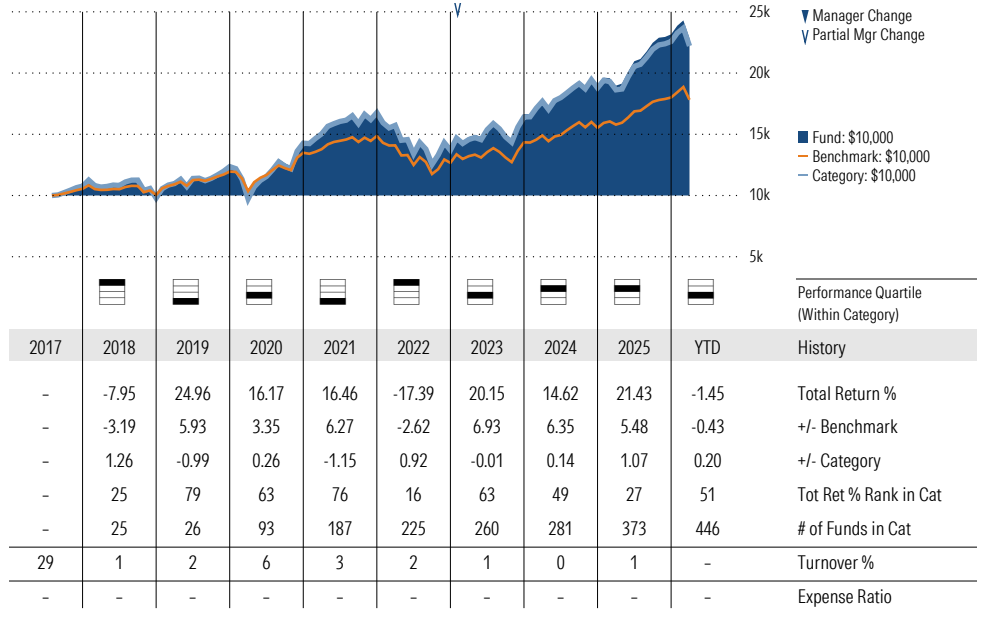 25k
20k
15k
10k
5k
Manager Change
Partial Mgr Change
Fund: $10,000
Benchmark: $10,000
Category: $10,000
Performance Quartile
(Within Category)
2017 2018 2019 2020 2021 2022 2023 2024 2025 YTD History
– -7.95 24.96 16.17 16.46 -17.39 20.15 14.62 21.43 -1.45 Total Return %
– -3.19 5.93 3.35 6.27 -2.62 6.93 6.35 5.48 -0.43 +/- Benchmark
– 1.26 -0.99 0.26 -1.15 0.92 -0.01 0.14 1.07 0.20 +/- Category
– 25 79 63 76 16 63 49 27 51 Tot Ret % Rank in Cat
– 25 26 93 187 225 260 281 373 446 # of Funds in Cat
29 1 2 6 3 2 1 0 1 – Turnover %
– – – – – – – – – – Expense Ratio